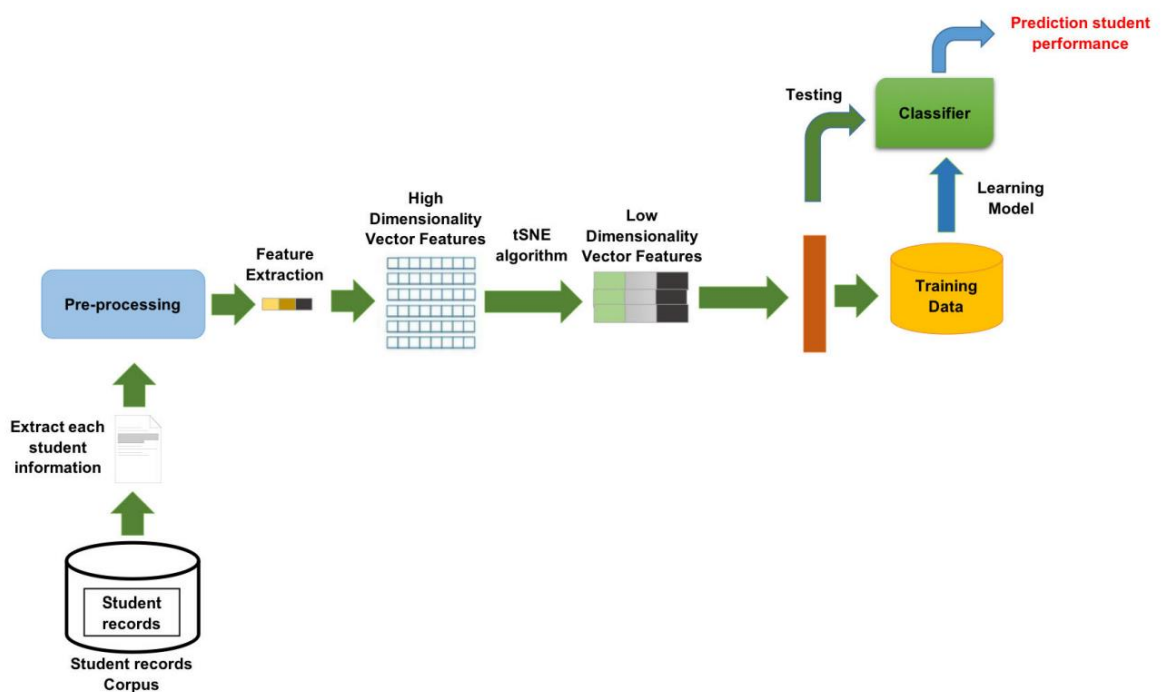 Prediction student
performance
Testing
Classifier
Learning
Model
High
Dimensionality
Vector Features
tSNE
algorithm
Low
Dimensionality
Vector Features
Feature
Extraction
Pre-processing
Training
Data
Extract each
student
information
Student
records
Student records
Corpus